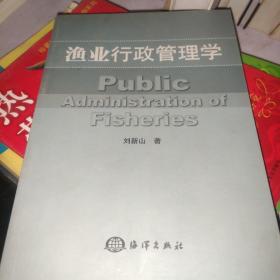 渔业行政管理学
Public
Administration of
Fisheries
刘新山 著
海洋出版社
热